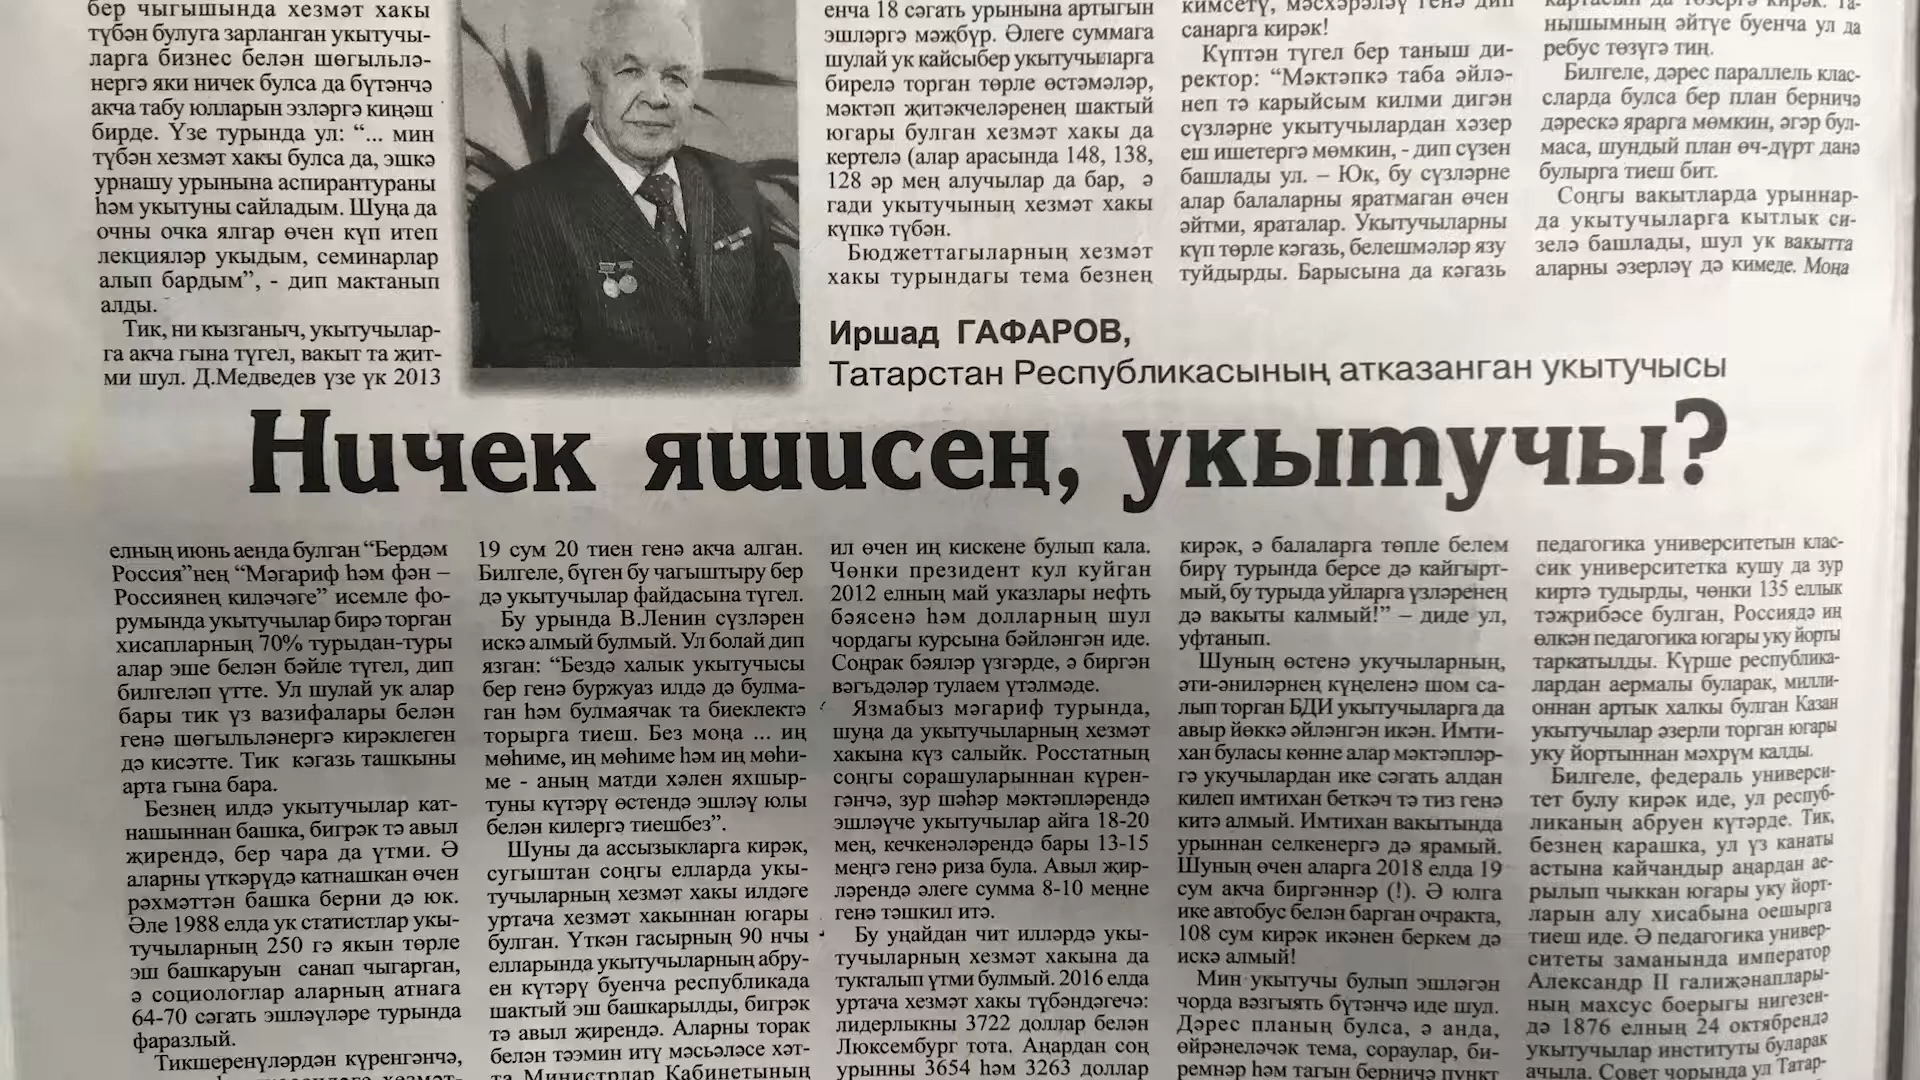 бер чыгышында хезмәт хакы
түбән булуга зарланган укытучы-
ларга бизнес белән шөгыльлә-
нергә яки ничек булса да бүтәнчә
акча табу юлларын эзләргә киңәш
бирде. Үзе турында ул: “... мин
түбән хезмәт хакы булса да, эшкә
урнашу урынына аспирантураны
һәм укытуны сайладым. Шуңа да
очны очка ялгар өчен күп итеп
лекцияләр укыдым, семинарлар
алып бардым”, - дип мактанып
алды.
Тик, ни кызганыч, укытучылар-
га акча гына түгел, вакыт та җит-
ми шул. Д.Медведев үзе үк 2013
енча 18 сәгать урынына артыгын
эшләргә мәҗбүр. Өлеге суммага
шулай ук кайсыбер укытучыларга
бирелә торган төрле өстәмәләр,
мәктәп җитәкчеләренең шактый
югары булган хезмәт хакы да
кертелә (алар арасында 148, 138,
128 әр мең алучылар да бар, ә
гади укытучының хезмәт хакы
күпкә түбән.
Бюджеттагыларның хезмәт
хакы турындагы тема безнең
кимсетү, мәсхәрәләү генә дип
санарга кирәк!
Күптән түгел бер таныш ди-
ректор: “Мәктәпкә таба әйлә-
неп тә карыйсым килми дигән
сүзләрне укытучылардан хәзер
еш ишетергә мөмкин, - дип сүзен
башлады ул. – Юк, бу сүзләрне
алар балаларны яратмаган өчен
әйтми, яраталар. Укытучыларны
күп төрле кәгазь, белешмәләр язу
туйдырды. Барысына да кәгазь
нышымның әйтүе буенча ул да
ребус төзүгә тиң.
Билгеле, дәрес параллель клас-
сларда булса бер план берничә
дәрескә ярарга мөмкин, әгәр бул-
маса, шундый план өч-дүрт данә
булырга тиеш бит.
Соңгы вакытларда урыннар-
да укытучыларга кытлык си-
зелә башлады, шул ук вакытта
аларны әзерләү дә кимеде. Моңа
Иршад ГАФАРОВ,
Татарстан Республикасының атказанган укытучысы
Ничек яшисең, укытучы?
елның июнь аенда булган “Бердәм
Россия”нең “Мәгариф һәм фән –
Россиянең киләчәге” исемле фо-
румында укытучылар бирә торган
хисапларның 70% турыдан-туры
алар эше белән бәйле түгел, дип
билгеләп үтте. Ул шулай ук алар
бары тик үз вазифалары белән
генә шөгыльләнергә кирәклеген
дә кисәтте. Тик кәгазь ташкыны
арта гына бара.
Безнең илдә укытучылар кат-
нашыннан башка, бигрәк тә авыл
җирендә, бер чара да үтми. Ә
аларны үткәрүдә катнашкан өчен
рәхмәттән башка берни дә юк.
Әле 1988 елда ук статистлар укы-
тучыларның 250 гә якын төрле
эш башкаруын санап чыгарган,
ә социологлар аларның атнага
64-70 сәгать эшләүләре турында
фаразлый.
Тикшеренүләрдән күренгәнчә,
19 сум 20 тиен генә акча алган.
Билгеле, бүген бу чагыштыру бер
дә укытучылар файдасына түгел.
Бу урында В.Ленин сүзләрен
искә алмый булмый. Ул болай дип
язган: “Бездә халык укытучысы
бер генә буржуаз илдә дә булма-
ган һәм булмаячак та биеклектә
торырга тиеш. Без моңа ... иң
мөһиме, иң мөһиме һәм иң мөһи-
ме - аның матди хәлен яхшыр-
туны күтәрү өстендә эшләү юлы
белән килергә тиешбез”.
Шуны да ассызыкларга кирәк,
сугыштан соңгы елларда укы-
тучыларның хезмәт хакы илдәге
уртача хезмәт хакыннан югары
булган. Үткән гасырның 90 нчы
елларында укытучыларның абру-
ен күтәрү буенча республикада
шактый эш башкарылды, бигрәк
тә авыл җирендә. Аларны торак
белән тәэмин итү мәсьәләсе хәт-
та Министрлар Кабинетының
ил өчен иң кискене булып кала.
Чөнки президент кул куйган
2012 елның май указлары нефть
бәясенә һәм долларның шул
чордагы курсына бәйләнгән иде.
Соңрак бәяләр үзгәрде, ә биргән
вәгъдәләр тулаем үтәлмәде.
Язмабыз мәгариф турында,
шуңа да укытучыларның хезмәт
хакына күз салыйк. Росстатның
соңгы сорашуларыннан күрен-
гәнчә, зур шәһәр мәктәпләрендә
эшләүче укытучылар айга 18-20
мең, кечкенәләрендә бары 13-15
меңгә генә риза була. Авыл җир-
ләрендә әлеге сумма 8-10 меңне
генә тәшкил итә.
Бу уңайдан чит илләрдә укы-
тучыларның хезмәт хакына да
тукталып үтми булмый. 2016 елда
уртача хезмәт хакы түбәндәгечә:
лидерлыкны 3722 доллар белән
Люксембург тота. Аңардан соң
урынны 3654 һәм 3263 доллар
кирәк, ә балаларга төпле белем
бирү турында берсе дә кайгырт-
мый, бу турыда уйларга үзләренең
дә вакыты калмый!” – диде ул,
уфтанып.
Шуның өстенә укучыларның,
әти-әниләрнең күңеленә шом са-
лып торган БДИ укытучыларга да
авыр йөккә әйләнгән икән. Имти-
хан буласы көнне алар мәктәпләр-
гә укучылардан ике сәгать алдан
килеп имтихан беткәч тә тиз генә
китә алмый. Имтихан вакытында
урыннан селкенергә дә ярамый.
Шуның өчен аларга 2018 елда 19
сум акча биргәннәр (!). Ә юлга
ике автобус белән барган очракта,
108 сум кирәк икәнен беркем дә
искә алмый!
Мин укытучы булып эшләгән
чорда вәзгыять бүтәнчә иде шул.
Дәрес планың булса, ә анда,
өйрәнеләчәк тема, сораулар, би-
ремнәр һәм тагын берничә пункт
педагогика университетын клас-
сик университетка кушу да зур
киртә тудырды, чөнки 135 еллык
тәҗрибәсе булган, Россиядә иң
өлкән педагогика югары уку йорты
таркатылды. Күрше республика-
лардан аермалы буларак, милли-
оннан артык халкы булган Казан
укытучылар әзерли торган югары
уку йортыннан мәхрүм калды.
Билгеле, федераль универси-
тет булу кирәк иде, ул респуб-
ликаның абруен күтәрде. Тик,
безнең карашка, ул үз канаты
астына кайчандыр аңардан ае-
рылып чыккан югары уку йорт-
ларын алу хисабына оешырга
тиеш иде. Ә педагогика универ-
ситеты заманында император
Александр II галиҗәнаплары-
ның махсус боерыгы нигезен-
дә 1876 елның 24 октябрендә
укытучылар институты буларак
ачыла. Совет чорында ул Татар-